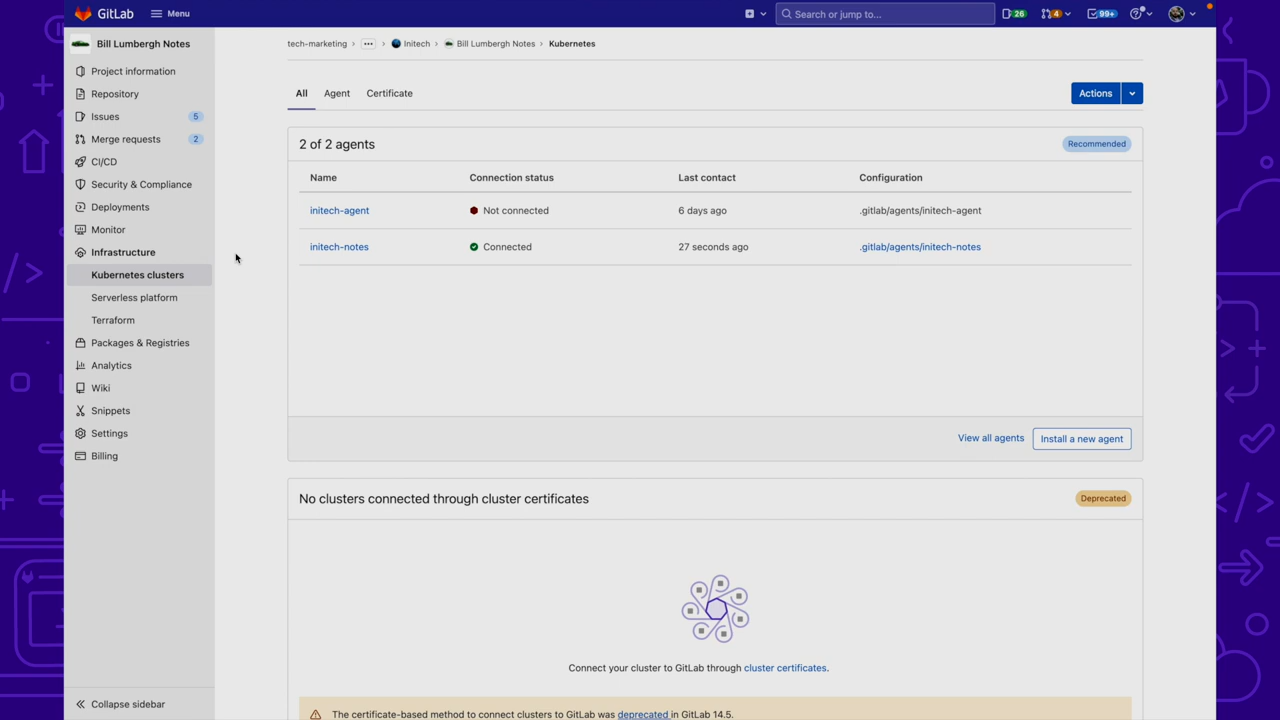 GitLab
Menu
Search or jump to...
26
4
99+
Bill Lumbergh Notes
Project information
Repository
Issues
5
Merge requests
2
CI/CD
Security & Compliance
Deployments
Monitor
Infrastructure
Kubernetes clusters
Serverless platform
Terraform
Packages & Registries
Analytics
Wiki
Snippets
Settings
Billing
Collapse sidebar
tech-marketing › ··· › Initech › Bill Lumbergh Notes › Kubernetes
All Agent Certificate
Actions
2 of 2 agents
Recommended
Name Connection status Last contact Configuration
initech-agent Not connected 6 days ago .gitlab/agents/initech-agent
initech-notes Connected 27 seconds ago .gitlab/agents/initech-notes
View all agents
Install a new agent
No clusters connected through cluster certificates
Deprecated
Connect your cluster to GitLab through cluster certificates.
The certificate-based method to connect clusters to GitLab was deprecated in GitLab 14.5.